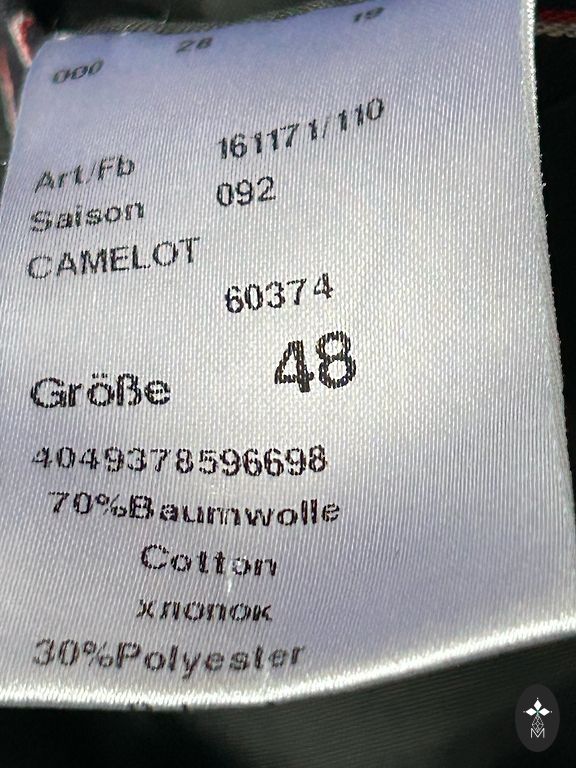 000 28 19
Art/Fb 161171/110
Saison 092
CAMELOT
60374
Größe 48
4049378596698
70%Baumwolle
Cotton
хлопок
30%Polyester
M